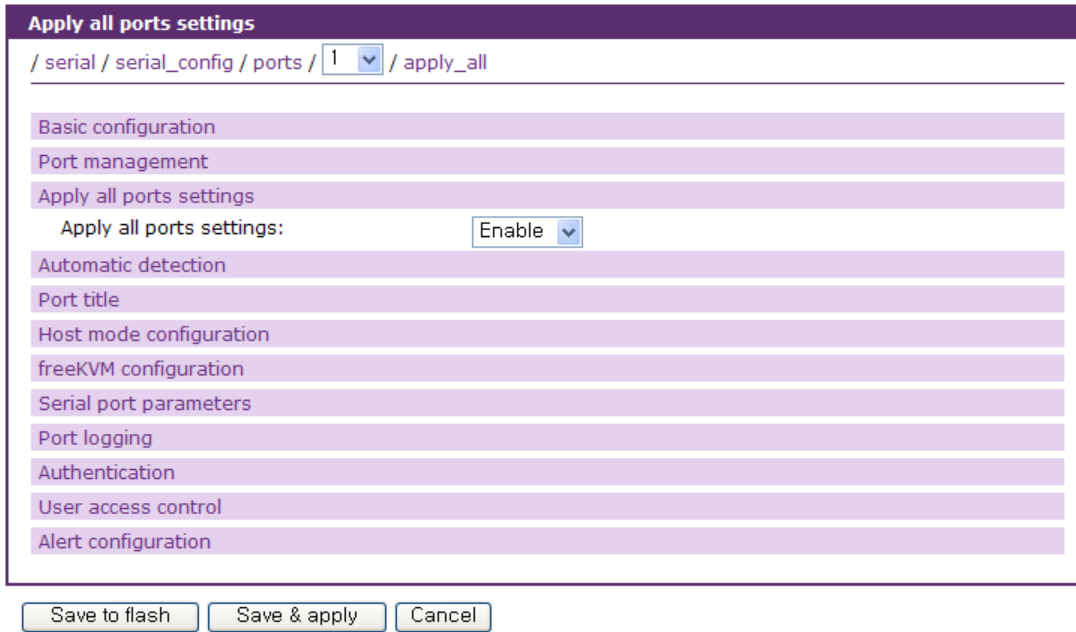 Apply all ports settings
/ serial / serial_config / ports / 1 / apply_all
Basic configuration
Port management
Apply all ports settings
Apply all ports settings: Enable
Automatic detection
Port title
Host mode configuration
freeKVM configuration
Serial port parameters
Port logging
Authentication
User access control
Alert configuration
Save to flash Save & apply Cancel